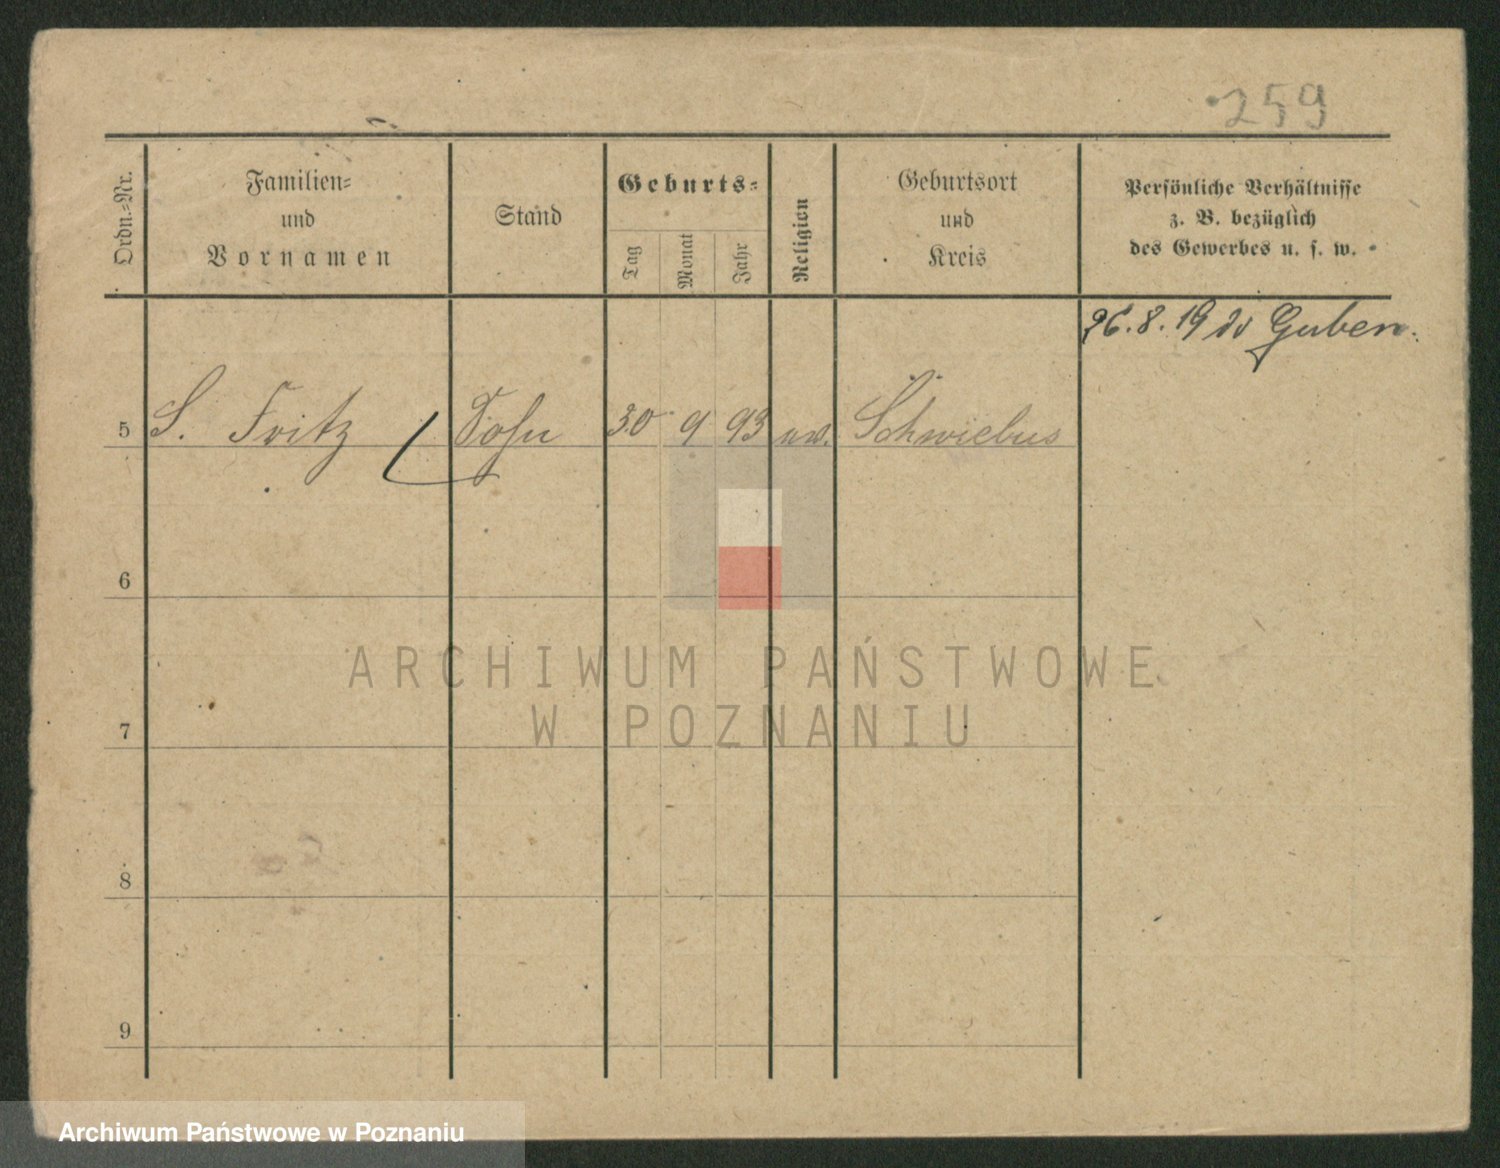 259
Ordn.-Nr.
Familien-
und
Vornamen
Stand
Geburts-
Tag
Monat
Jahr
Religion
Geburtsort
und
Kreis
Persönliche Verhältnisse
z. B. bezüglich
des Gewerbes u. s. w.
26.8.19 Guben.
5 S. Fritz Sohn 30 9 93 ev. Schwiebus
6
7
8
9
ARCHIWUM PAŃSTWOWE
W POZNANIU
Archiwum Państwowe w Poznaniu